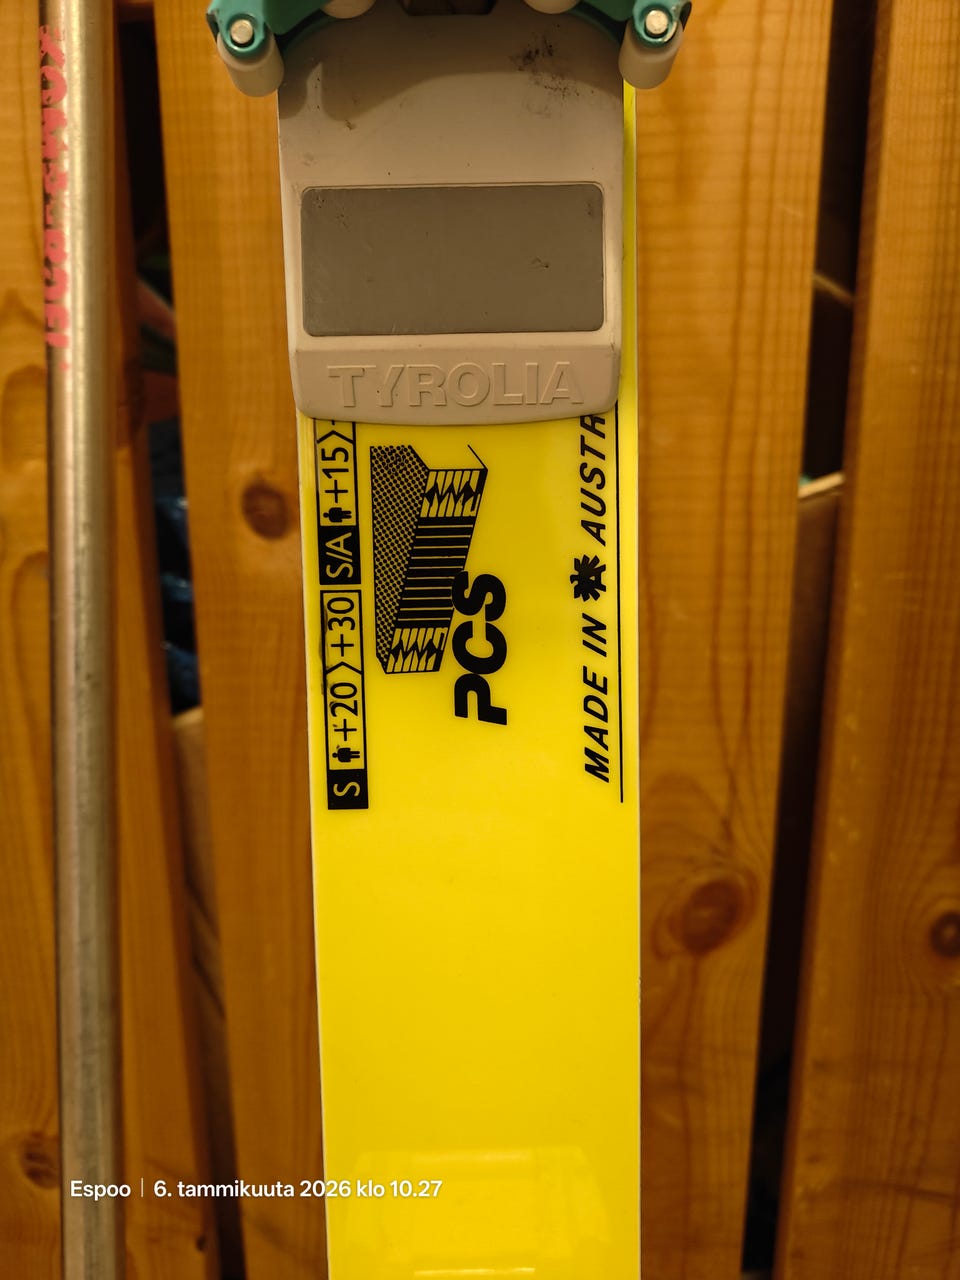 TYROLIA
S +20 > +30 S/A +15 >
PCS
MADE IN AUSTR
Espoo | 6. tammikuuta 2026 klo 10.27